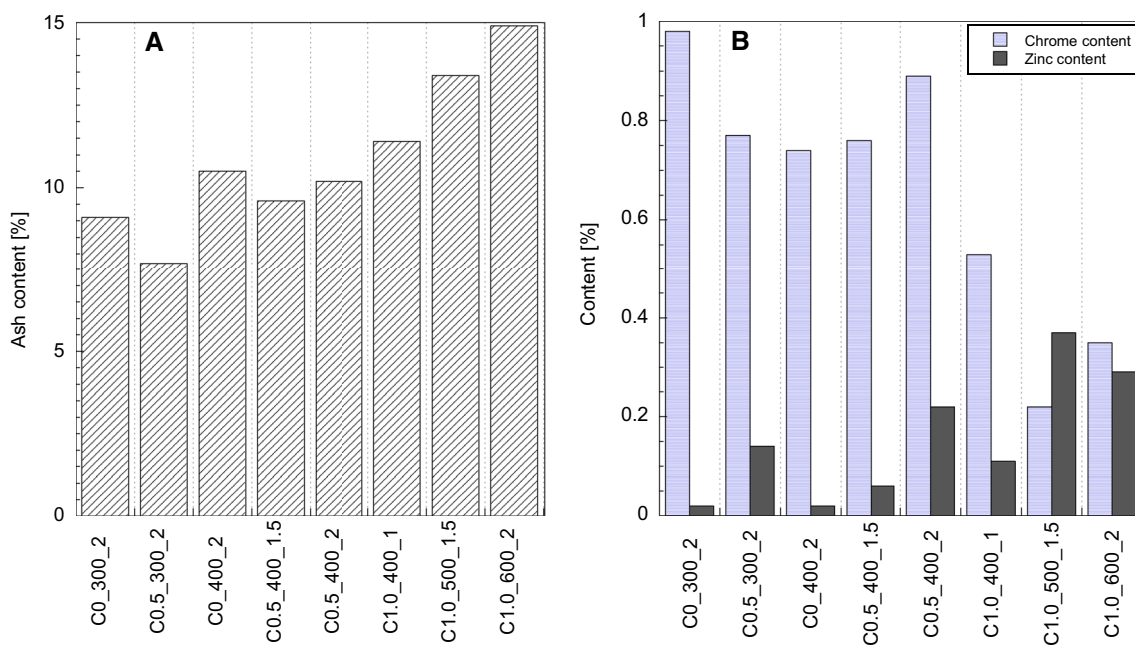 A
Ash content [%]
15
10
5
0
C0_300_2
C0.5_300_2
C0_400_2
C0.5_400_1.5
C0.5_400_2
C1.0_400_1
C1.0_500_1.5
C1.0_600_2
B
Chrome content
Zinc content
Content [%]
1
0.8
0.6
0.4
0.2
0
C0_300_2
C0.5_300_2
C0_400_2
C0.5_400_1.5
C0.5_400_2
C1.0_400_1
C1.0_500_1.5
C1.0_600_2